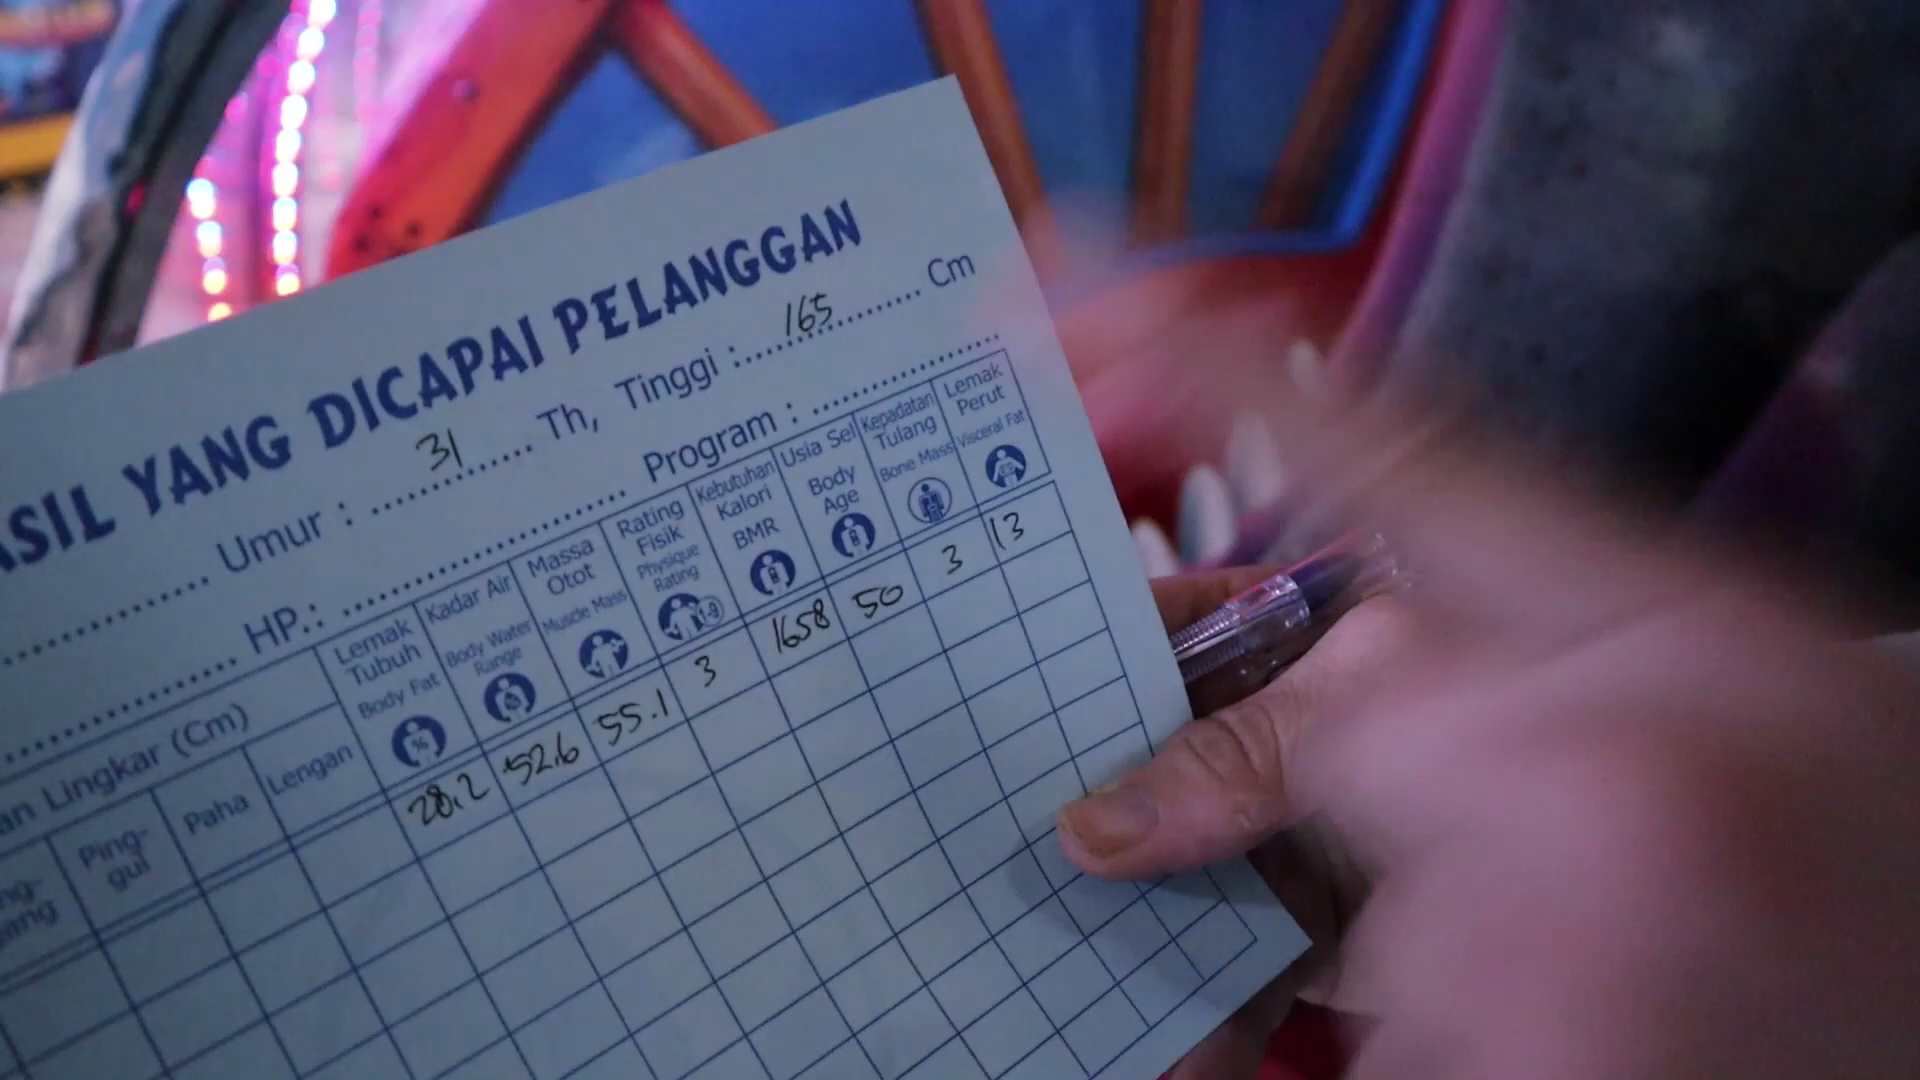 ASIL YANG DICAPAI PELANGGAN
Umur : 31 Th, Tinggi : 165 Cm
HP.: Program :
an Lingkar (Cm)
Ping-gul
Paha
Lengan
Lemak Tubuh
Body Fat
%
Kadar Air
Body Water Range
Massa Otot
Muscle Mass
Rating Fisik
Physique Rating
1-9
Kebutuhan Kalori
BMR
Usia Sel
Body Age
Kepadatan Tulang
Bone Mass
Lemak Perut
Visceral Fat
28.2 52.6 55.1 3 1658 50 3 13